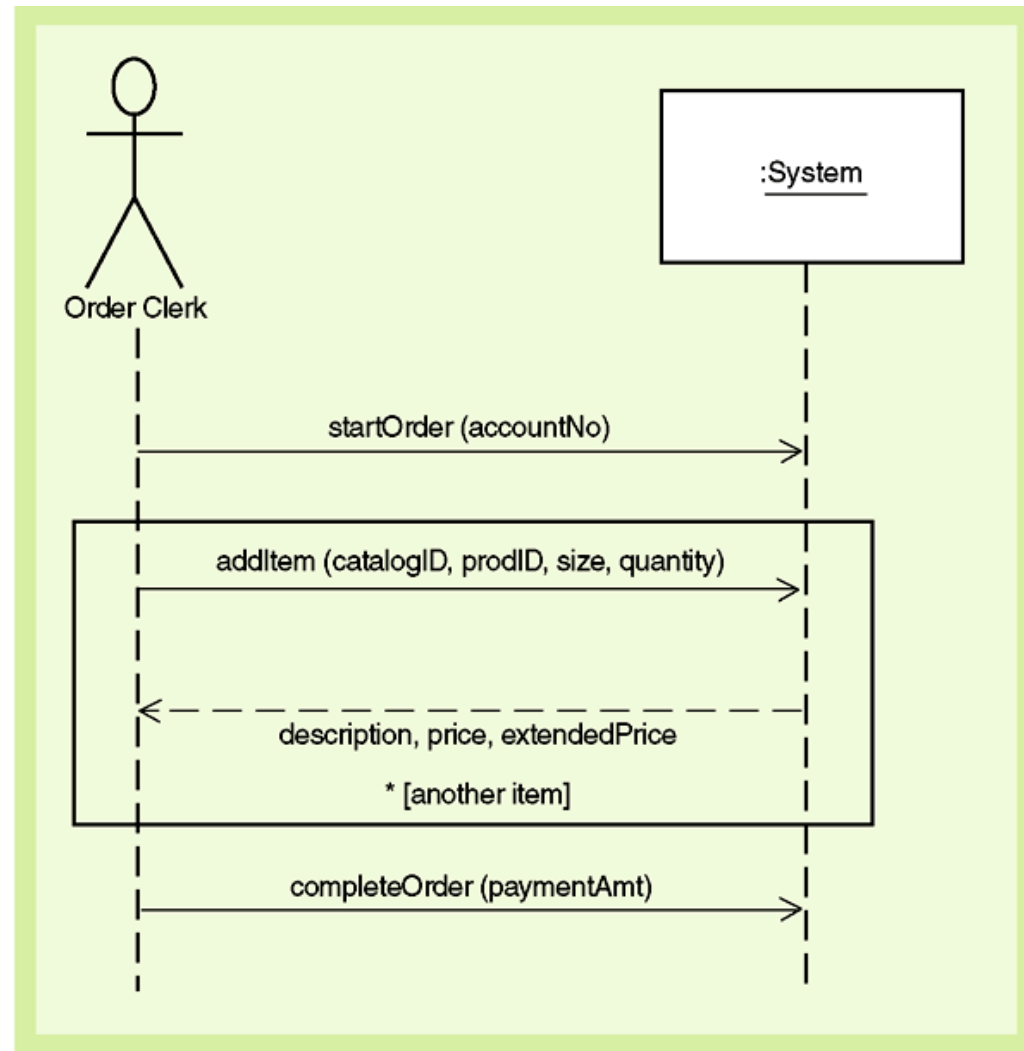 :System
Order Clerk
startOrder (accountNo)
addItem (catalogID, prodID, size, quantity)
description, price, extendedPrice
* [another item]
completeOrder (paymentAmt)